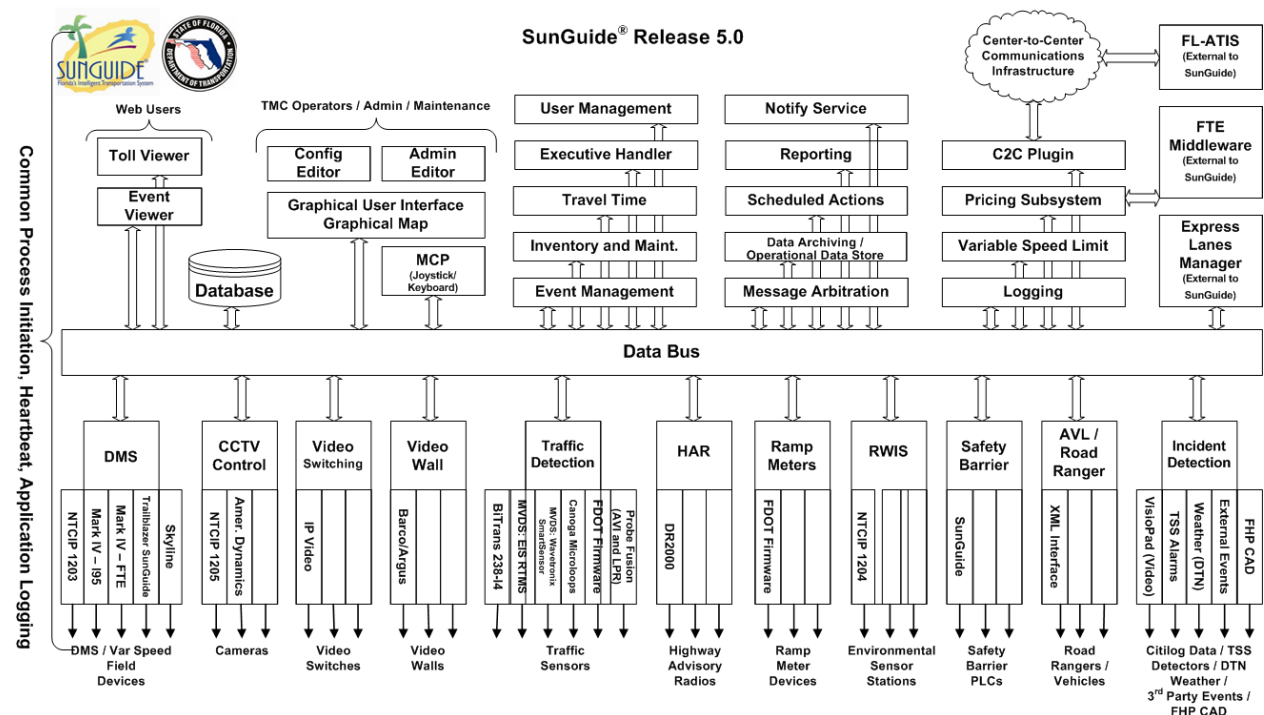 SunGuide® Release 5.0
SUNGUIDE®
Florida's Intelligent Transportation System
STATE OF FLORIDA
DEPARTMENT OF TRANSPORTATION
Common Process Initiation, Heartbeat, Application Logging
Web Users
Toll Viewer
Event
Viewer
TMC Operators / Admin / Maintenance
Config
Editor
Admin
Editor
Graphical User Interface
Graphical Map
MCP
(Joystick/
Keyboard)
Database
User Management
Executive Handler
Travel Time
Inventory and Maint.
Event Management
Notify Service
Reporting
Scheduled Actions
Data Archiving /
Operational Data Store
Message Arbitration
Center-to-Center
Communications
Infrastructure
C2C Plugin
Pricing Subsystem
Variable Speed Limit
Logging
FL-ATIS
(External to
SunGuide)
FTE
Middleware
(External to
SunGuide)
Express
Lanes
Manager
(External to
SunGuide)
Data Bus
DMS
NTCIP 1203
Mark IV – I95
Mark IV – FTE
Trailblazer SunGuide
Skyline
DMS / Var Speed
Field
Devices
CCTV
Control
NTCIP 1205
Amer. Dynamics
Cameras
Video
Switching
IP Video
Video
Switches
Video
Wall
Barco/Argus
Video
Walls
Traffic
Detection
BiTrans 238-I4
MVDS: EIS RTMS
MVDS: Wavetronix
SmartSensor
Canoga Microloops
FDOT Firmware
Probe Fusion
(AVI and LPR)
Traffic
Sensors
HAR
DR2000
Highway
Advisory
Radios
Ramp
Meters
FDOT Firmware
Ramp
Meter
Devices
RWIS
NTCIP 1204
Environmental
Sensor
Stations
Safety
Barrier
SunGuide
Safety
Barrier
PLCs
AVL /
Road
Ranger
XML Interface
Road
Rangers /
Vehicles
Incident
Detection
VisioPad (Video)
TSS Alarms
Weather (DTN)
External Events
FHP CAD
Citilog Data / TSS
Detectors / DTN
Weather /
3rd Party Events /
FHP CAD